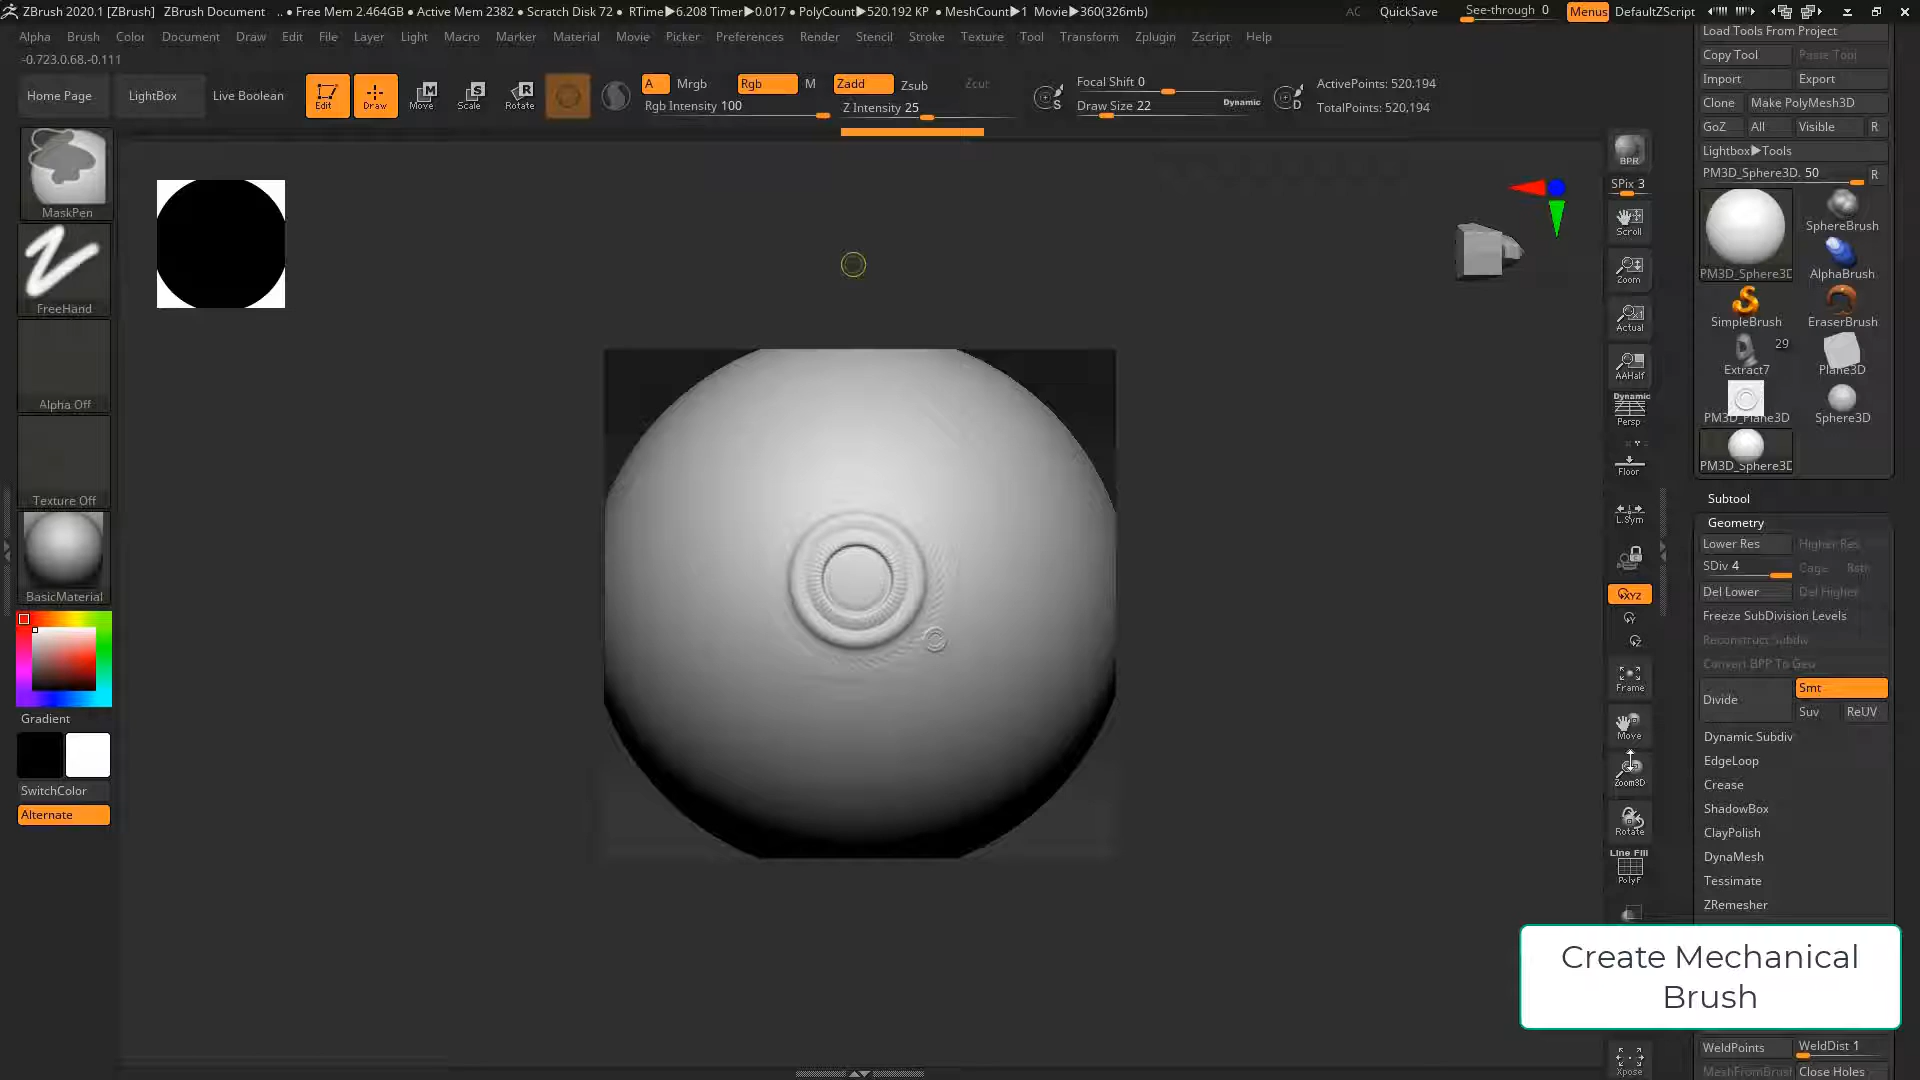 ZBrush 2020.1 [ZBrush] ZBrush Document .. ● Free Mem 2.464GB ● Active Mem 2382 ● Scratch Disk 72 ● RTime▶6.208 Timer▶0.017 ● PolyCount▶520.192 KP ● MeshCount▶1 Movie▶360(326mb) AC QuickSave See-through 0 Menus DefaultZScript
Alpha Brush Color Document Draw Edit File Layer Light Macro Marker Material Movie Picker Preferences Render Stencil Stroke Texture Tool Transform Zplugin Zscript Help
-0.723,0.68,-0.111
Home Page LightBox Live Boolean Edit Draw Move Scale Rotate
A Mrgb Rgb M Zadd Zsub Zcut
Rgb Intensity 100 Z Intensity 25
Focal Shift 0
Draw Size 22 Dynamic
ActivePoints: 520,194
TotalPoints: 520,194
MaskPen
FreeHand
Alpha Off
Texture Off
BasicMaterial
Gradient
SwitchColor
Alternate
BPR
SPix 3
Scroll
Zoom
Actual
AAHalf
Dynamic
Persp
Floor
L.Sym
XYZ
Frame
Move
Zoom3D
Rotate
Line Fill
PolyF
Xpose
Load Tools From Project
Copy Tool Paste Tool
Import Export
Clone Make PolyMesh3D
GoZ All Visible R
Lightbox▶Tools
PM3D_Sphere3D. 50 R
PM3D_Sphere3D SphereBrush
AlphaBrush
SimpleBrush EraserBrush
29
Extract7 Plane3D
PM3D_Plane3D Sphere3D
PM3D_Sphere3D
Subtool
Geometry
Lower Res Higher Res
SDiv 4 Cage Rstr
Del Lower Del Higher
Freeze SubDivision Levels
Reconstruct Subdiv
Convert BPR To Geo
Divide Smt
Suv ReUV
Dynamic Subdiv
EdgeLoop
Crease
ShadowBox
ClayPolish
DynaMesh
Tessimate
ZRemesher
Create Mechanical
Brush
WeldPoints WeldDist 1
MeshFromBrush Close Holes